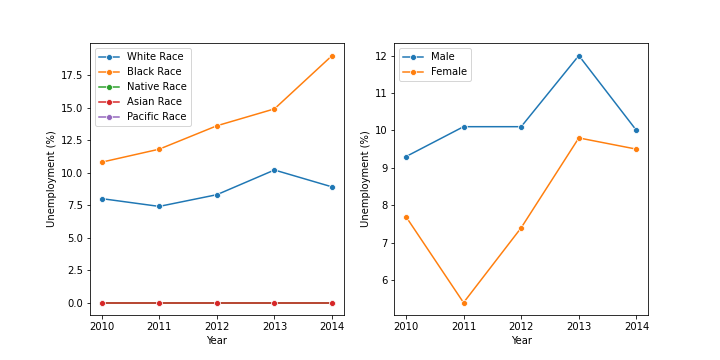 White Race
Black Race
Native Race
Asian Race
Pacific Race
Unemployment (%)
17.5
15.0
12.5
10.0
7.5
5.0
2.5
0.0
2010 2011 2012 2013 2014
Year
Male
Female
Unemployment (%)
12
11
10
9
8
7
6
2010 2011 2012 2013 2014
Year